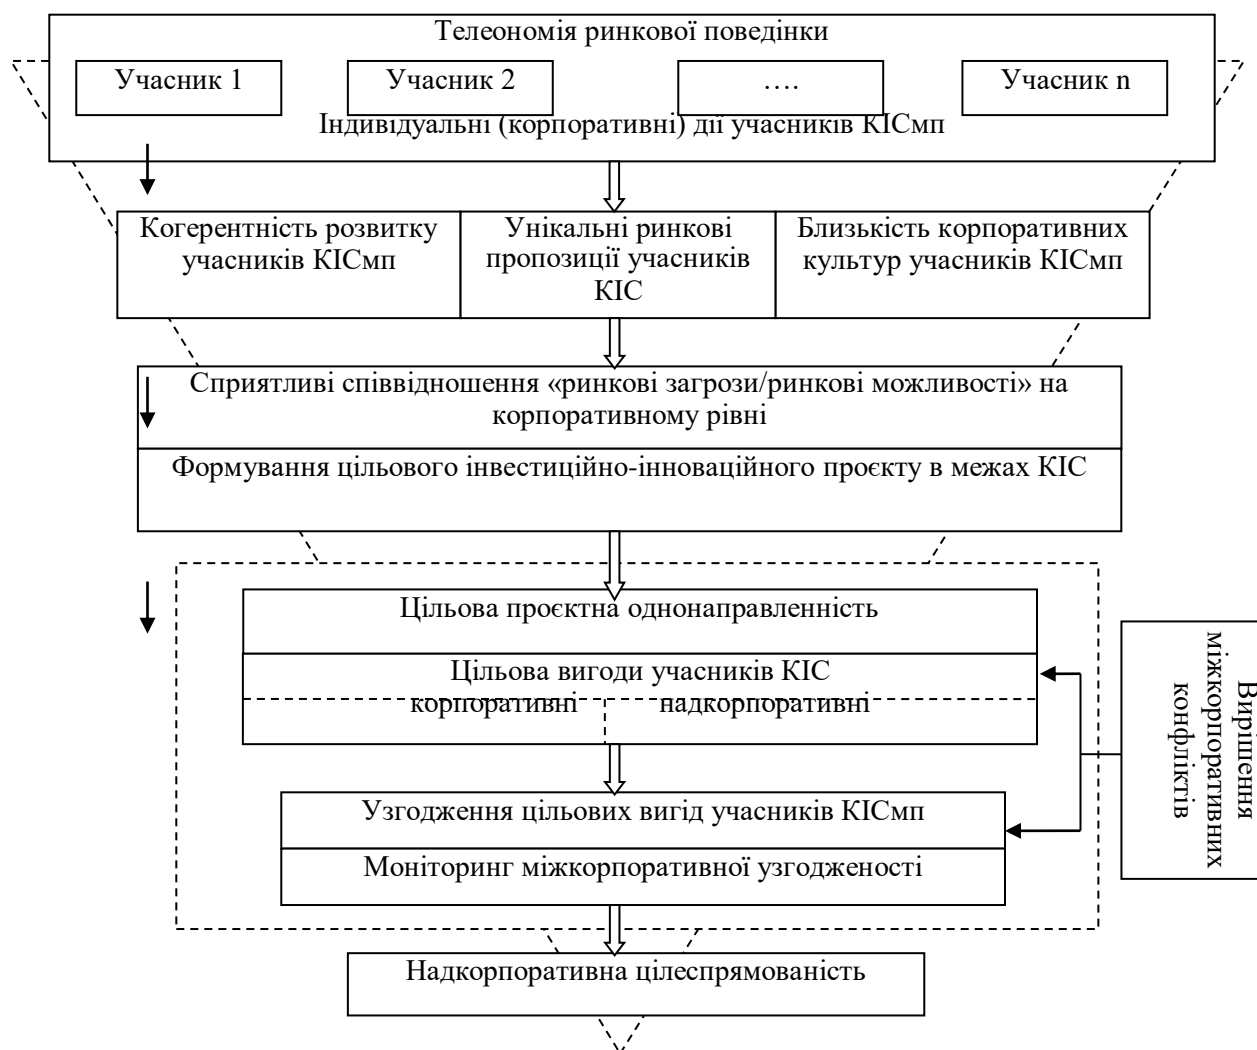 Телеономія ринкової поведінки
Учасник 1
Учасник 2
….
Учасник n
Індивідуальні (корпоративні) дії учасників КІСмп
Когерентність розвитку
учасників КІСмп
Унікальні ринкові
пропозиції учасників
КІС
Близькість корпоративних
культур учасників КІСмп
Сприятливі співвідношення «ринкові загрози/ринкові можливості» на
корпоративному рівні
Формування цільового інвестиційно-інноваційного проєкту в межах КІС
Цільова проєктна однонаправленність
Цільова вигоди учасників КІС
корпоративні надкорпоративні
Узгодження цільових вигід учасників КІСмп
Моніторинг міжкорпоративної узгодженості
Вирішення
міжкорпоративних
конфліктів
Надкорпоративна цілеспрямованість